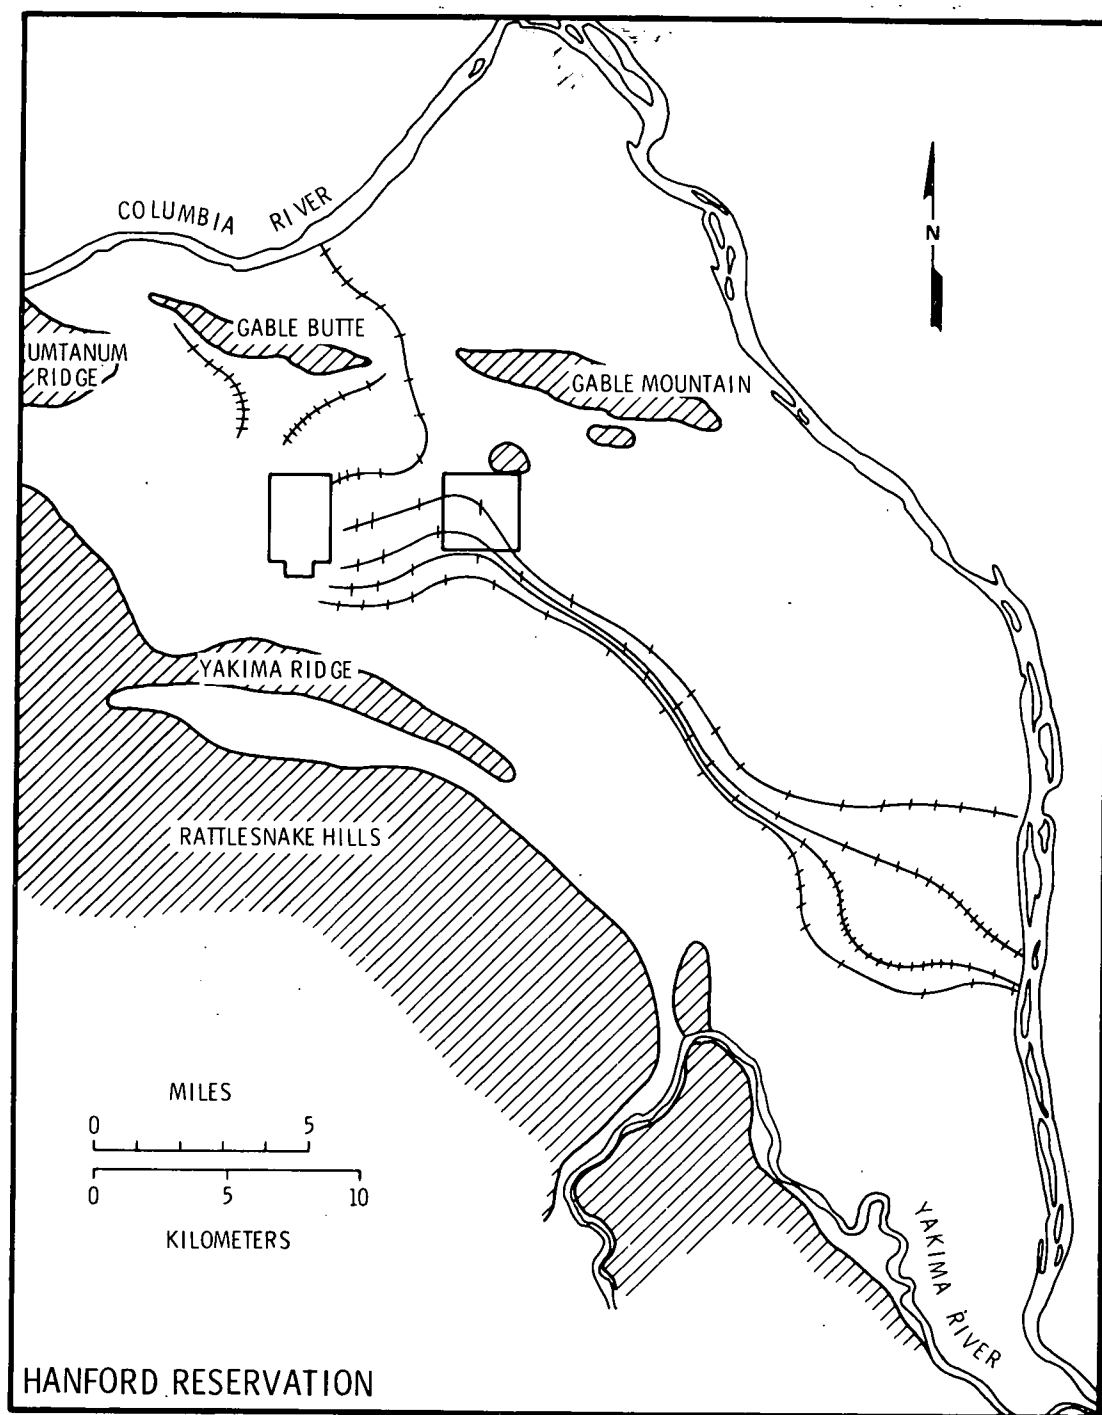 COLUMBIA RIVER
N
GABLE BUTTE
UMTANUM
RIDGE
GABLE MOUNTAIN
YAKIMA RIDGE
RATTLESNAKE HILLS
MILES
0 5
0 5 10
KILOMETERS
YAKIMA RIVER
HANFORD RESERVATION